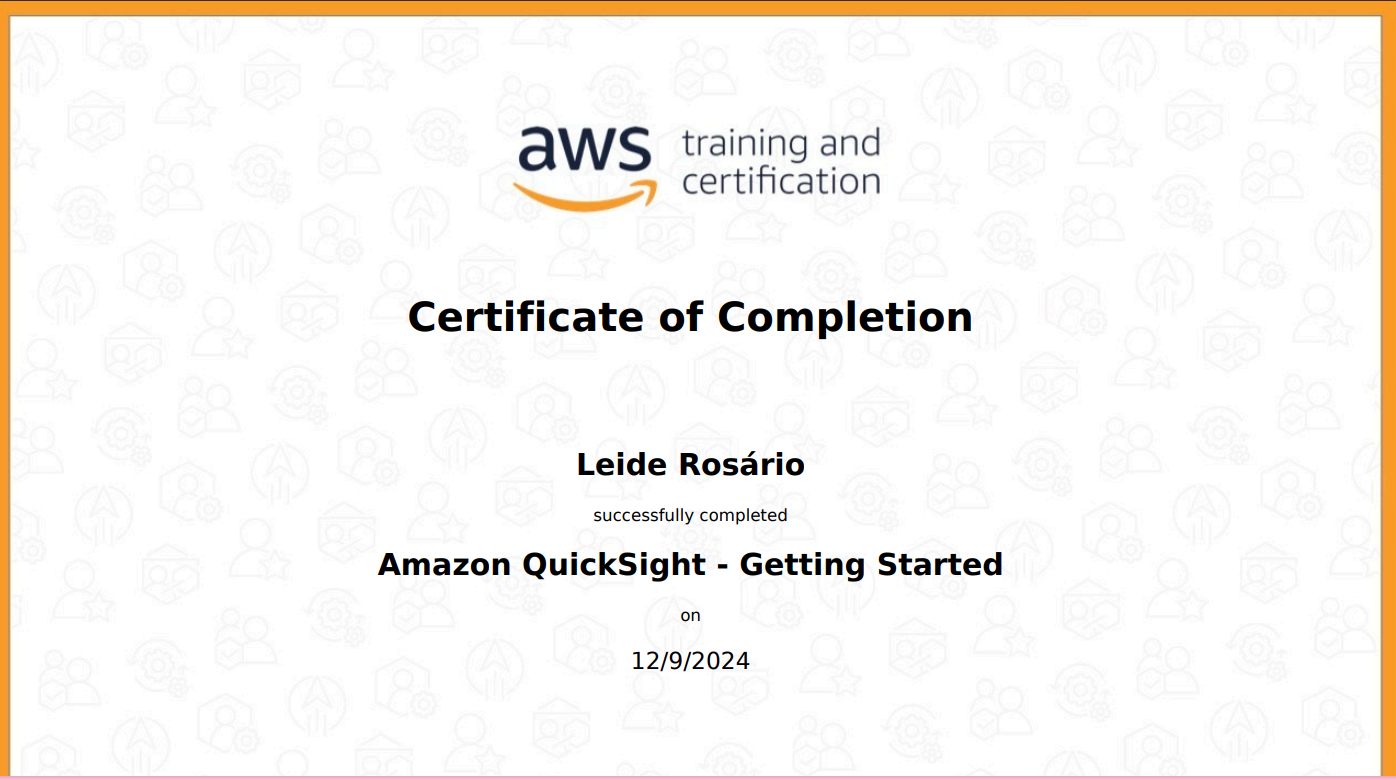 aws training and
certification
Certificate of Completion
Leide Rosário
successfully completed
Amazon QuickSight - Getting Started
on
12/9/2024